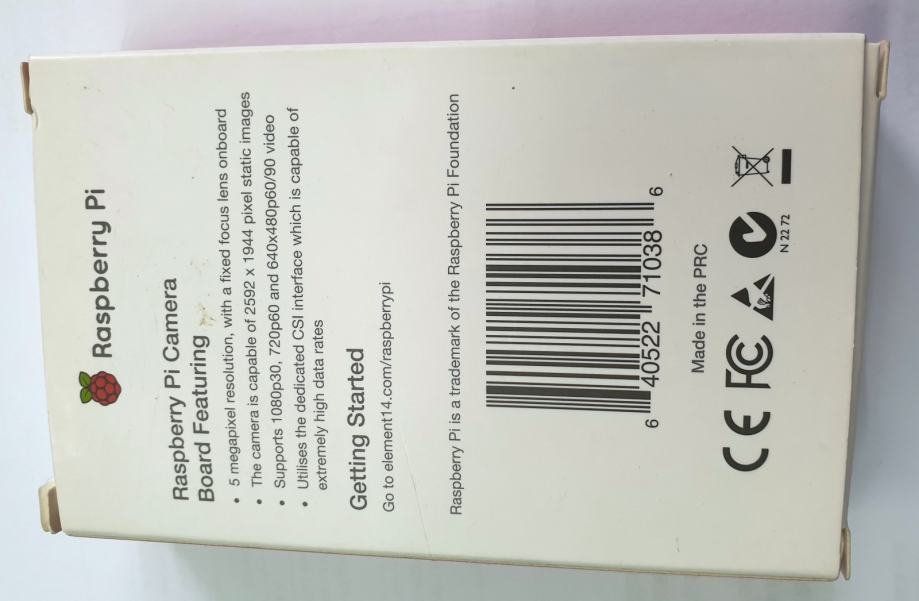 Raspberry Pi
Raspberry Pi Camera
Board Featuring
• 5 megapixel resolution, with a fixed focus lens onboard
• The camera is capable of 2592 x 1944 pixel static images
• Supports 1080p30, 720p60 and 640x480p60/90 video
• Utilises the dedicated CSI interface which is capable of
extremely high data rates
Getting Started
Go to element14.com/raspberrypi
Raspberry Pi is a trademark of the Raspberry Pi Foundation
6 40522 71038 6
Made in the PRC
CE FC
N 22 72